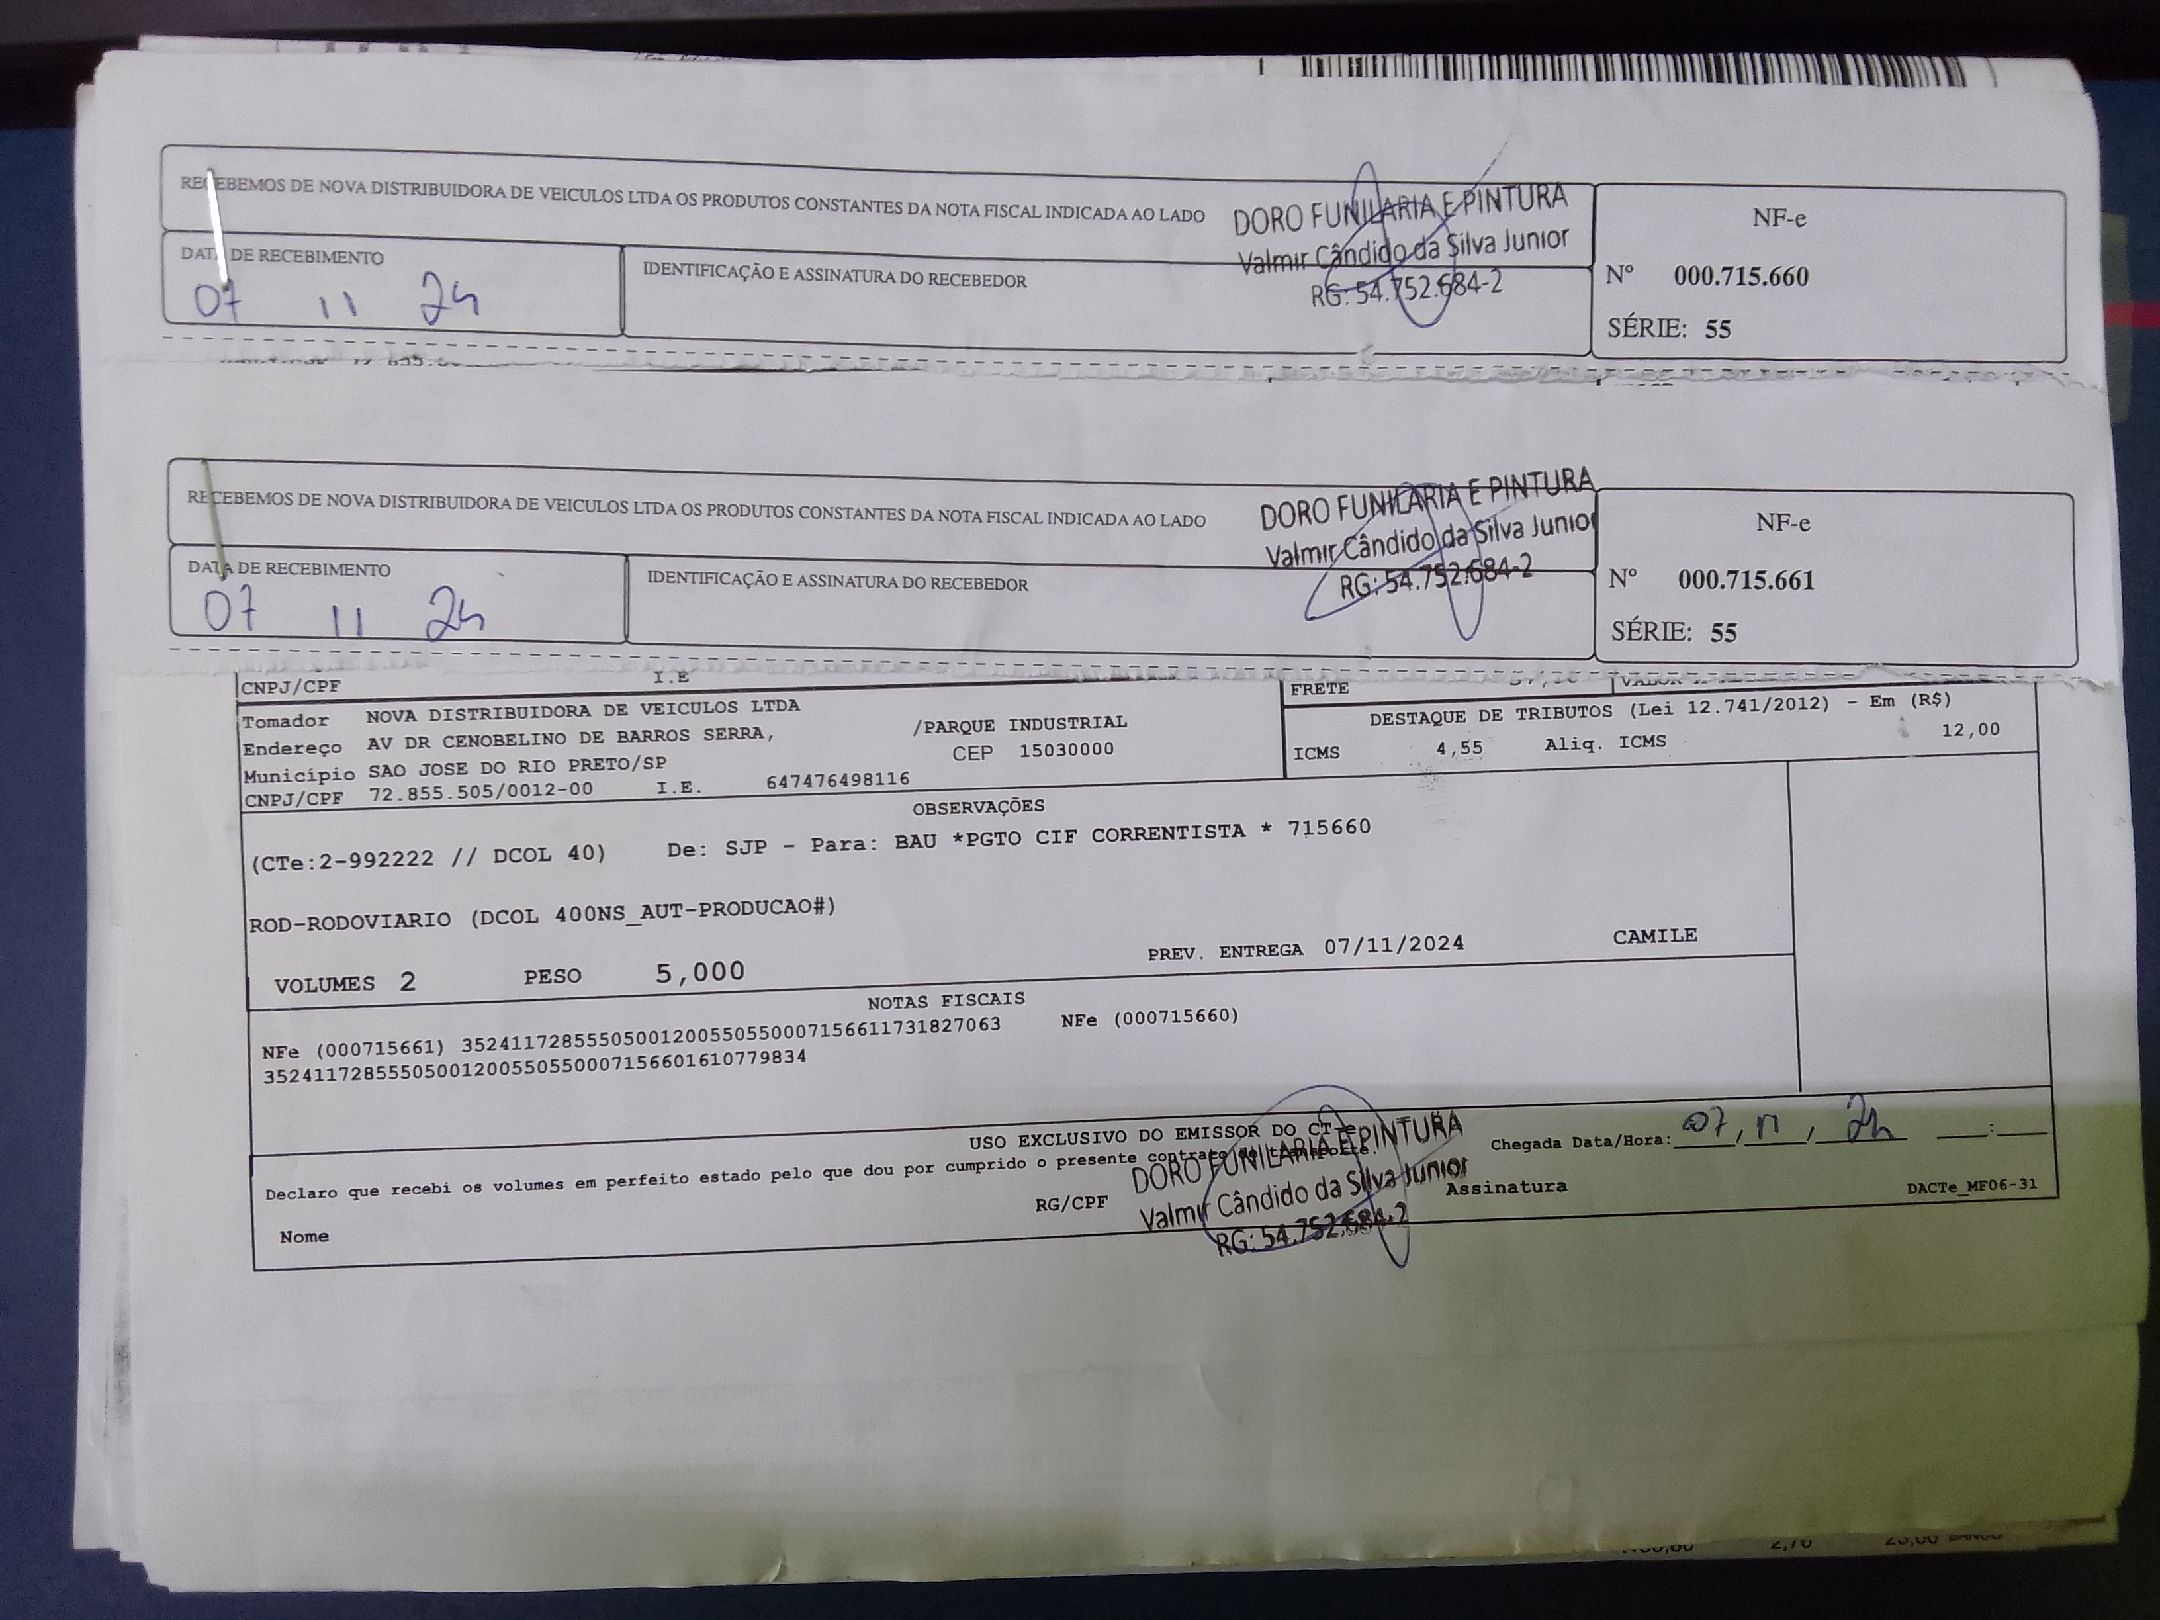 RECEBEMOS DE NOVA DISTRIBUIDORA DE VEICULOS LTDA OS PRODUTOS CONSTANTES DA NOTA FISCAL INDICADA AO LADO
DORO FUNILARIA E PINTURA
Valmir Cândido da Silva Junior
RG: 54.752.684-2
NF-e
Nº 000.715.660
SÉRIE: 55
DATA DE RECEBIMENTO
07 11 24
IDENTIFICAÇÃO E ASSINATURA DO RECEBEDOR
RECEBEMOS DE NOVA DISTRIBUIDORA DE VEICULOS LTDA OS PRODUTOS CONSTANTES DA NOTA FISCAL INDICADA AO LADO
DORO FUNILARIA E PINTURA
Valmir Cândido da Silva Junior
RG: 54.752.684-2
NF-e
Nº 000.715.661
SÉRIE: 55
DATA DE RECEBIMENTO
07 11 24
IDENTIFICAÇÃO E ASSINATURA DO RECEBEDOR
CNPJ/CPF I.E
FRETE
Tomador NOVA DISTRIBUIDORA DE VEICULOS LTDA
Endereço AV DR CENOBELINO DE BARROS SERRA, /PARQUE INDUSTRIAL
Município SAO JOSE DO RIO PRETO/SP CEP 15030000
CNPJ/CPF 72.855.505/0012-00 I.E. 647476498116
DESTAQUE DE TRIBUTOS (Lei 12.741/2012) - Em (R$)
ICMS 4,55 Aliq. ICMS 12,00
OBSERVAÇÕES
(CTe:2-992222 // DCOL 40) De: SJP - Para: BAU *PGTO CIF CORRENTISTA * 715660
ROD-RODOVIARIO (DCOL 400NS_AUT-PRODUCAO#)
VOLUMES 2 PESO 5,000 PREV. ENTREGA 07/11/2024 CAMILE
NOTAS FISCAIS
NFe (000715661) 35241172855505001200550550007156611731827063 NFe (000715660)
35241172855505001200550550007156601610779834
USO EXCLUSIVO DO EMISSOR DO CT-e
Declaro que recebi os volumes em perfeito estado pelo que dou por cumprido o presente contrato de transporte.
Chegada Data/Hora: 07, 11, 24 __:__
Nome RG/CPF Assinatura DACTe_MF06-31
DORO FUNILARIA E PINTURA
Valmir Cândido da Silva Junior
RG: 54.752.684-2